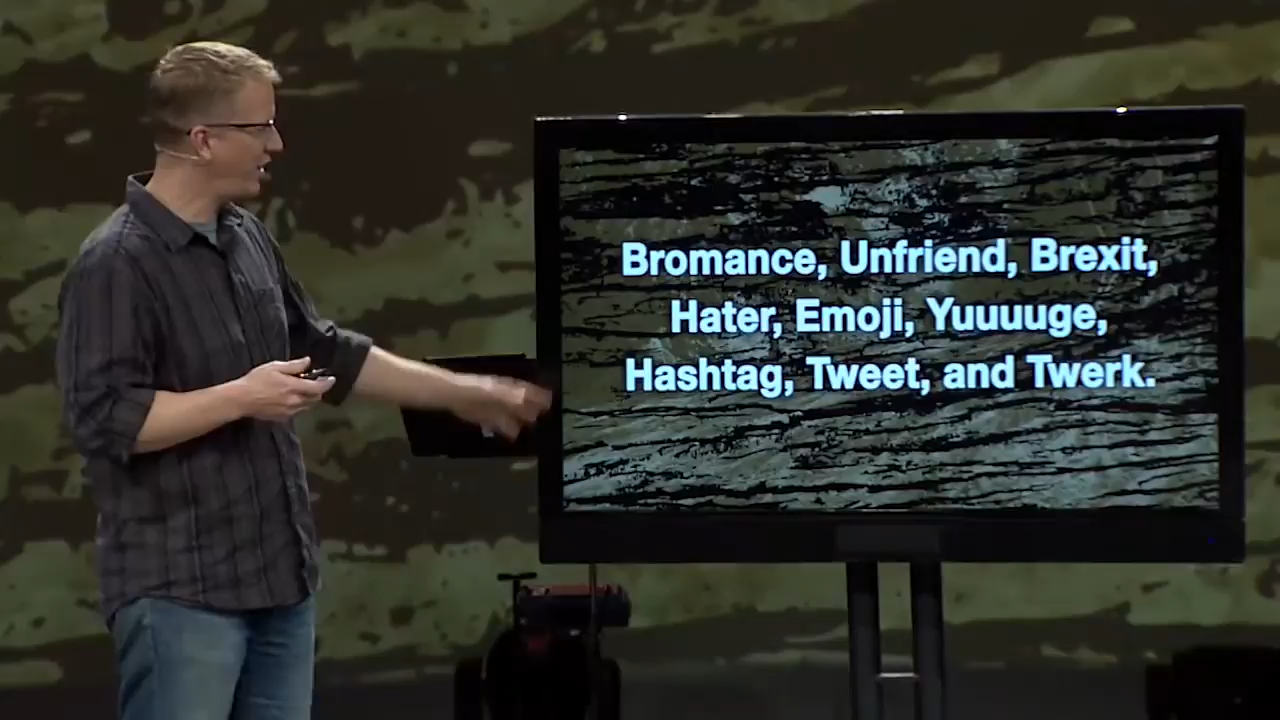 Bromance, Unfriend, Brexit,
Hater, Emoji, Yuuuuge,
Hashtag, Tweet, and Twerk.